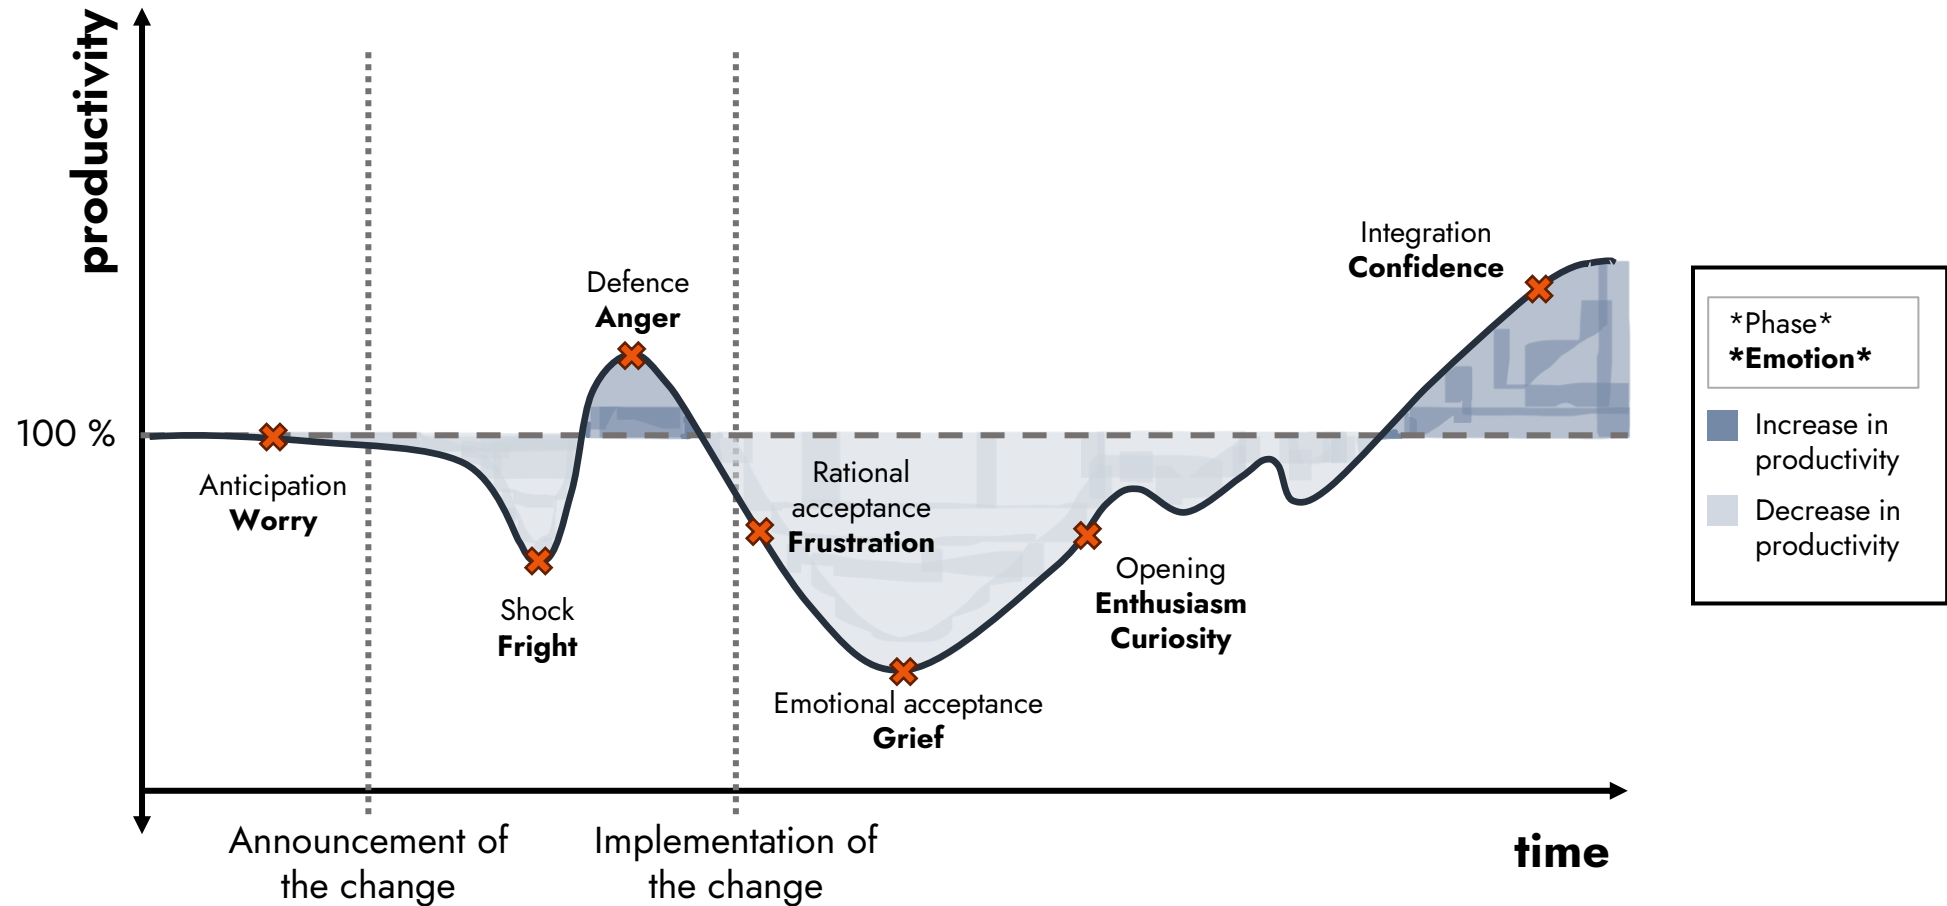 productivity
100 %
Anticipation
Worry
Shock
Fright
Defence
Anger
Rational
acceptance
Frustration
Emotional acceptance
Grief
Opening
Enthusiasm
Curiosity
Integration
Confidence
*Phase*
*Emotion*
Increase in
productivity
Decrease in
productivity
Announcement of
the change
Implementation of
the change
time